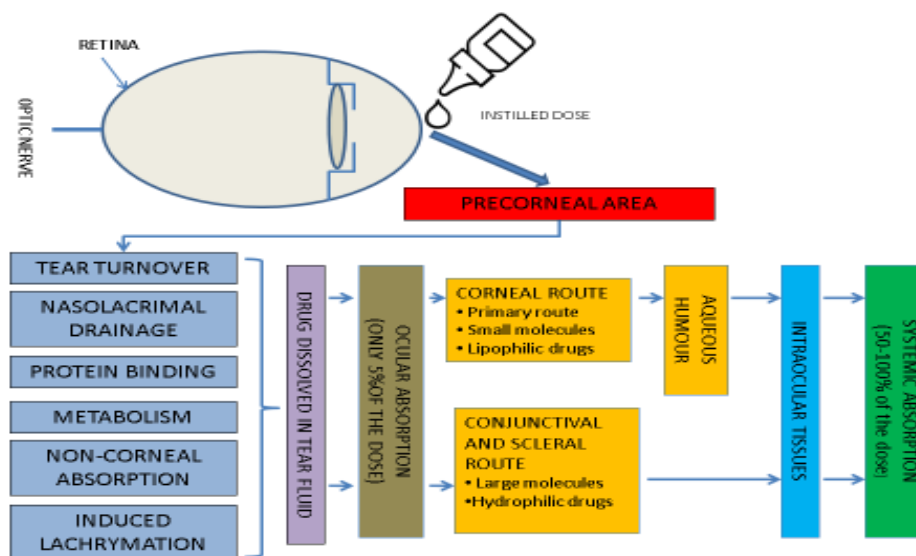 RETINA
OPTIC NERVE
INSTILLED DOSE
PRECORNEAL AREA
TEAR TURNOVER
NASOLACRIMAL
DRAINAGE
PROTEIN BINDING
METABOLISM
NON-CORNEAL
ABSORPTION
INDUCED
LACHRYMATION
DRUG DISSOLVED IN TEAR FLUID
OCULAR ABSORPTION
(ONLY 5%OF THE DOSE)
CORNEAL ROUTE
• Primary route
• Small molecules
• Lipophilic drugs
CONJUNCTIVAL
AND SCLERAL
ROUTE
• Large molecules
•Hydrophilic drugs
AQUEOUS
HUMOUR
INTRAOCULAR TISSUES
SYSTEMIC ABSORPTION
(50-100% of the dose)